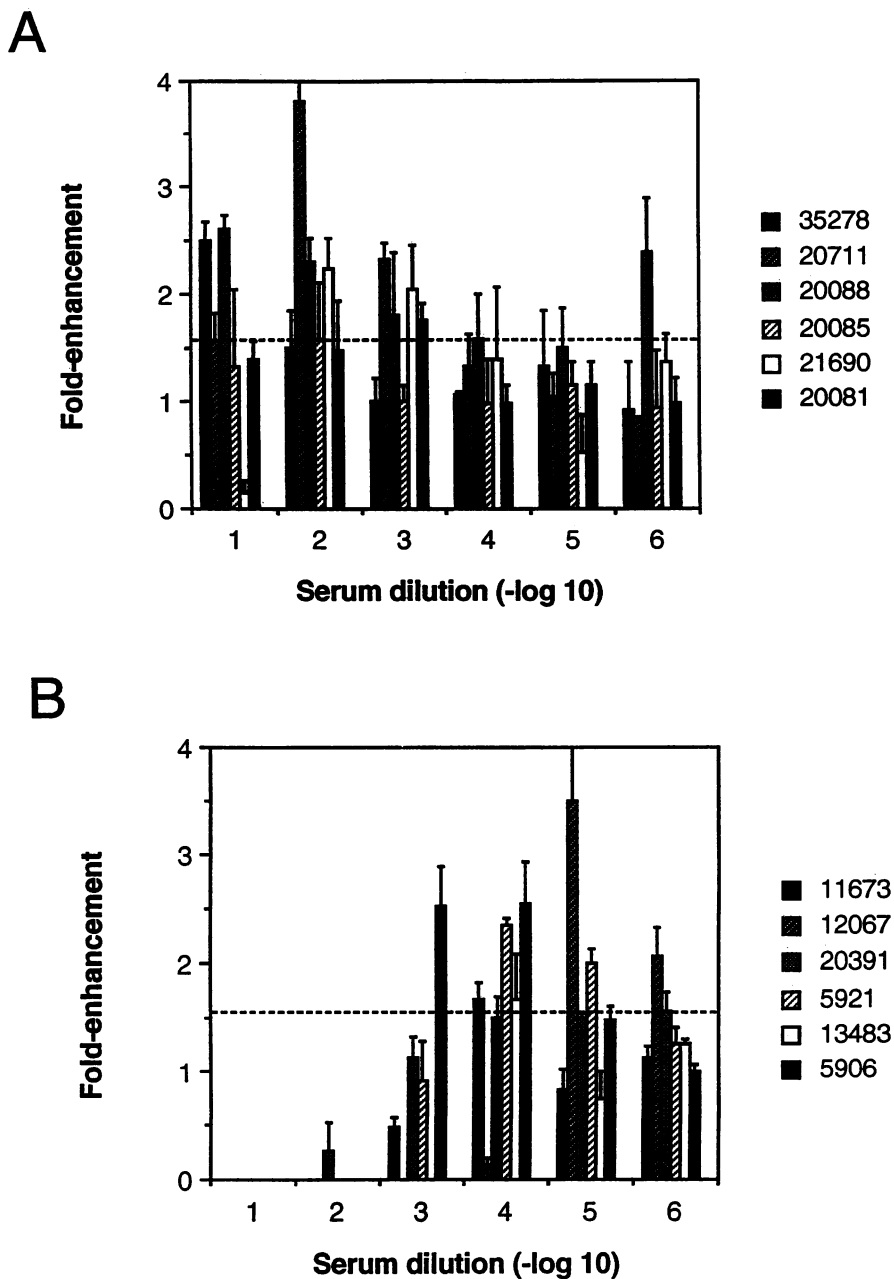 A
4
3
2
1
0
Fold-enhancement
1 2 3 4 5 6
Serum dilution (-log 10)
35278
20711
20088
20085
21690
20081
B
4
3
2
1
0
Fold-enhancement
1 2 3 4 5 6
Serum dilution (-log 10)
11673
12067
20391
5921
13483
5906